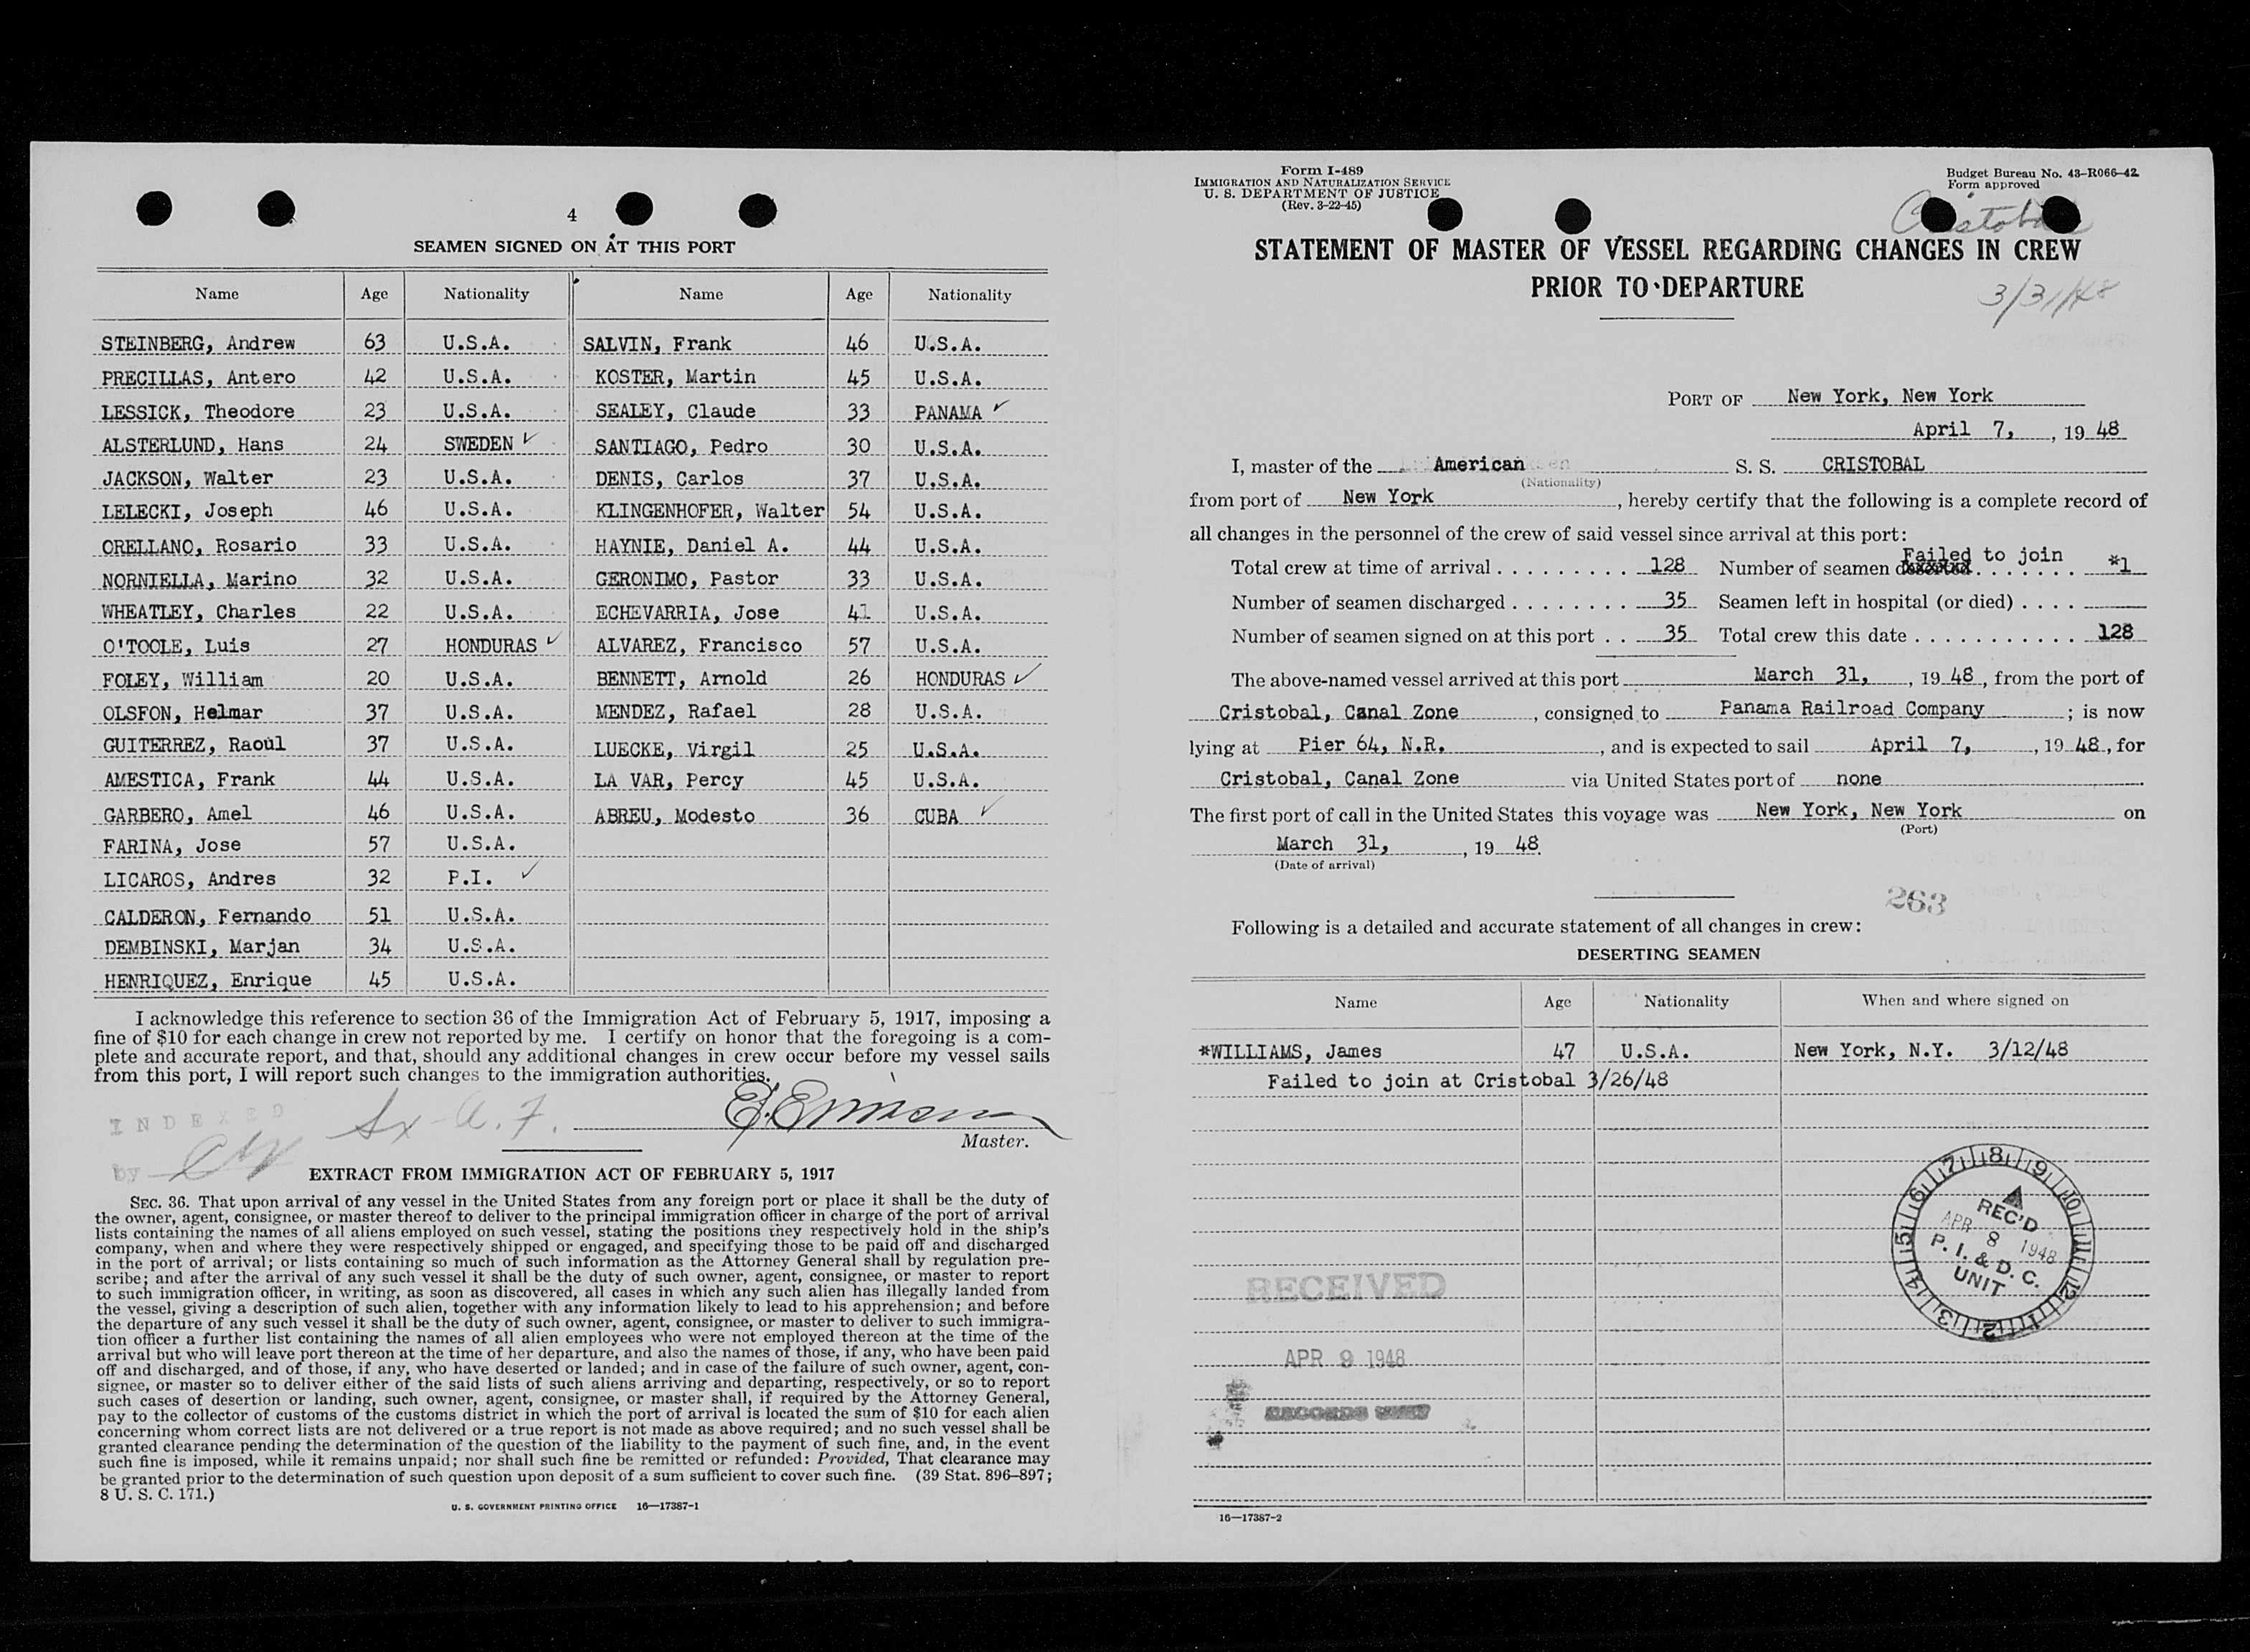 4
SEAMEN SIGNED ON AT THIS PORT
Name Age Nationality Name Age Nationality
STEINBERG, Andrew 63 U.S.A. SALVIN, Frank 46 U.S.A.
PRECILLAS, Antero 42 U.S.A. KOSTER, Martin 45 U.S.A.
LESSICK, Theodore 23 U.S.A. SEALEY, Claude 33 PANAMA ✓
ALSTERLUND, Hans 24 SWEDEN ✓ SANTIAGO, Pedro 30 U.S.A.
JACKSON, Walter 23 U.S.A. DENIS, Carlos 37 U.S.A.
LELECKI, Joseph 46 U.S.A. KLINGENHOFER, Walter 54 U.S.A.
ORELLANO, Rosario 33 U.S.A. HAYNIE, Daniel A. 44 U.S.A.
NORNIELLA, Marino 32 U.S.A. GERONIMO, Pastor 33 U.S.A.
WHEATLEY, Charles 22 U.S.A. ECHEVARRIA, Jose 41 U.S.A.
O'TOOLE, Luis 27 HONDURAS ✓ ALVAREZ, Francisco 57 U.S.A.
FOLEY, William 20 U.S.A. BENNETT, Arnold 26 HONDURAS ✓
OLSFON, Helmar 37 U.S.A. MENDEZ, Rafael 28 U.S.A.
GUITERREZ, Raoul 37 U.S.A. LUECKE, Virgil 25 U.S.A.
AMESTICA, Frank 44 U.S.A. LA VAR, Percy 45 U.S.A.
GARBERO, Amel 46 U.S.A. ABREU, Modesto 36 CUBA ✓
FARINA, Jose 57 U.S.A.
LICAROS, Andres 32 P.I. ✓
CALDERON, Fernando 51 U.S.A.
DEMBINSKI, Marjan 34 U.S.A.
HENRIQUEZ, Enrique 45 U.S.A.
I acknowledge this reference to section 36 of the Immigration Act of February 5, 1917, imposing a
fine of $10 for each change in crew not reported by me. I certify on honor that the foregoing is a com-
plete and accurate report, and that, should any additional changes in crew occur before my vessel sails
from this port, I will report such changes to the immigration authorities.
INDEXED
by
Master.
EXTRACT FROM IMMIGRATION ACT OF FEBRUARY 5, 1917
SEC. 36. That upon arrival of any vessel in the United States from any foreign port or place it shall be the duty of
the owner, agent, consignee, or master thereof to deliver to the principal immigration officer in charge of the port of arrival
lists containing the names of all aliens employed on such vessel, stating the positions they respectively hold in the ship's
company, when and where they were respectively shipped or engaged, and specifying those to be paid off and discharged
in the port of arrival; or lists containing so much of such information as the Attorney General shall by regulation pre-
scribe; and after the arrival of any such vessel it shall be the duty of such owner, agent, consignee, or master to report
to such immigration officer, in writing, as soon as discovered, all cases in which any such alien has illegally landed from
the vessel, giving a description of such alien, together with any information likely to lead to his apprehension; and before
the departure of any such vessel it shall be the duty of such owner, agent, consignee, or master to deliver to such immigra-
tion officer a further list containing the names of all alien employees who were not employed thereon at the time of the
arrival but who will leave port thereon at the time of her departure, and also the names of those, if any, who have been paid
off and discharged, and of those, if any, who have deserted or landed; and in case of the failure of such owner, agent, con-
signee, or master so to deliver either of the said lists of such aliens arriving and departing, respectively, or so to report
such cases of desertion or landing, such owner, agent, consignee, or master shall, if required by the Attorney General,
pay to the collector of customs of the customs district in which the port of arrival is located the sum of $10 for each alien
concerning whom correct lists are not delivered or a true report is not made as above required; and no such vessel shall be
granted clearance pending the determination of the question of the liability to the payment of such fine, and, in the event
such fine is imposed, while it remains unpaid; nor shall such fine be remitted or refunded: Provided, That clearance may
be granted prior to the determination of such question upon deposit of a sum sufficient to cover such fine. (39 Stat. 896–897;
8 U. S. C. 171.)
U. S. GOVERNMENT PRINTING OFFICE 16—17387-1
Form I-489
IMMIGRATION AND NATURALIZATION SERVICE
U. S. DEPARTMENT OF JUSTICE
(Rev. 3-22-45)
Budget Bureau No. 43-R066-42
Form approved
Cristobal
STATEMENT OF MASTER OF VESSEL REGARDING CHANGES IN CREW
PRIOR TO DEPARTURE
3/31/48
PORT OF New York, New York
April 7, , 19 48
I, master of the American S. S. CRISTOBAL
(Nationality)
from port of New York , hereby certify that the following is a complete record of
all changes in the personnel of the crew of said vessel since arrival at this port:
Failed to join
Total crew at time of arrival . . . . . . . . . . 128 Number of seamen deserted . . . . . . . *1
Number of seamen discharged . . . . . . . . 35 Seamen left in hospital (or died) . . . .
Number of seamen signed on at this port . . 35 Total crew this date . . . . . . . . . . . 128
The above-named vessel arrived at this port March 31, , 19 48 , from the port of
Cristobal, Canal Zone , consigned to Panama Railroad Company ; is now
lying at Pier 64, N.R. , and is expected to sail April 7, , 19 48 , for
Cristobal, Canal Zone via United States port of none
The first port of call in the United States this voyage was New York, New York on
(Port)
March 31, , 19 48.
(Date of arrival)
263
Following is a detailed and accurate statement of all changes in crew:
DESERTING SEAMEN
Name Age Nationality When and where signed on
*WILLIAMS, James 47 U.S.A. New York, N.Y. 3/12/48
Failed to join at Cristobal 3/26/48
REC'D
APR 8 1948
P. I. & D. C.
UNIT
RECEIVED
APR 9 1948
RECORDS UNIT
16—17387-2